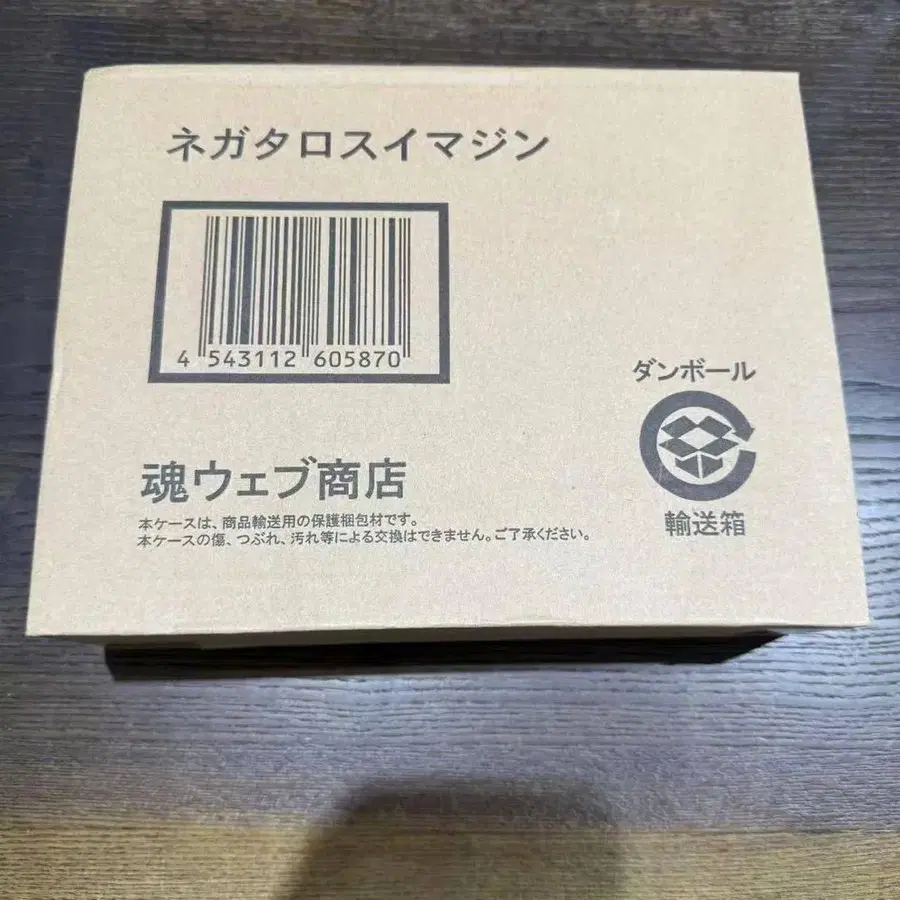 ネガタロスイマジン
4 543112 605870
ダンボール
魂ウェブ商店
輸送箱
本ケースは、商品輸送用の保護梱包材です。
本ケースの傷、つぶれ、汚れ等による交換はできません。ご了承ください。